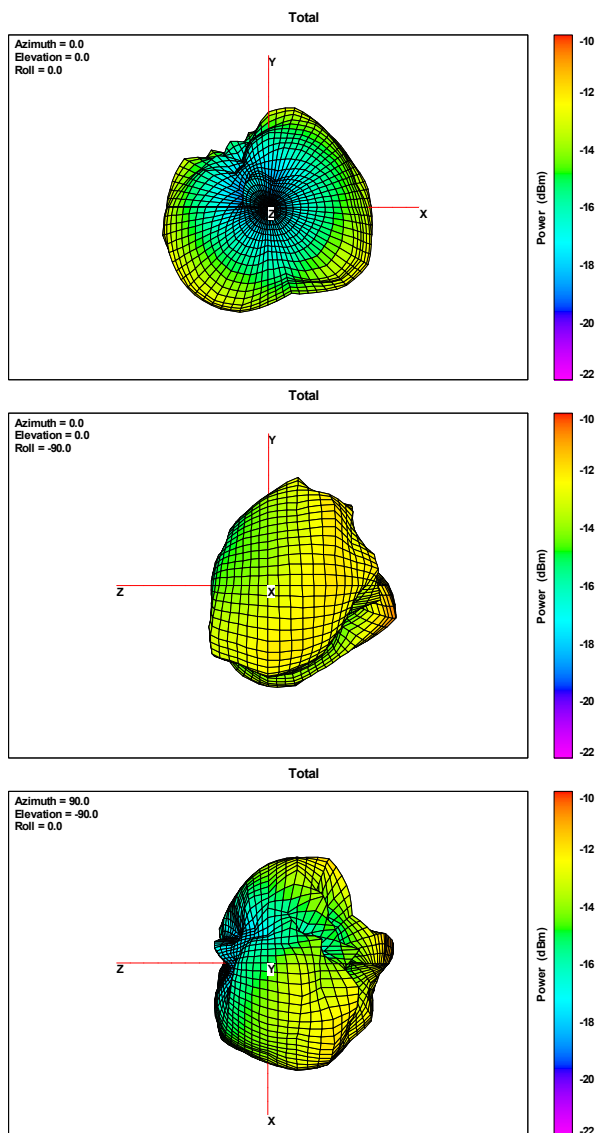 Total
Azimuth = 0.0
Elevation = 0.0
Roll = 0.0
Y
Z
X
-10
-12
-14
-16
-18
-20
-22
Power (dBm)
Total
Azimuth = 0.0
Elevation = 0.0
Roll = -90.0
Y
Z
X
-10
-12
-14
-16
-18
-20
-22
Power (dBm)
Total
Azimuth = 90.0
Elevation = -90.0
Roll = 0.0
Z
Y
X
-10
-12
-14
-16
-18
-20
-22
Power (dBm)